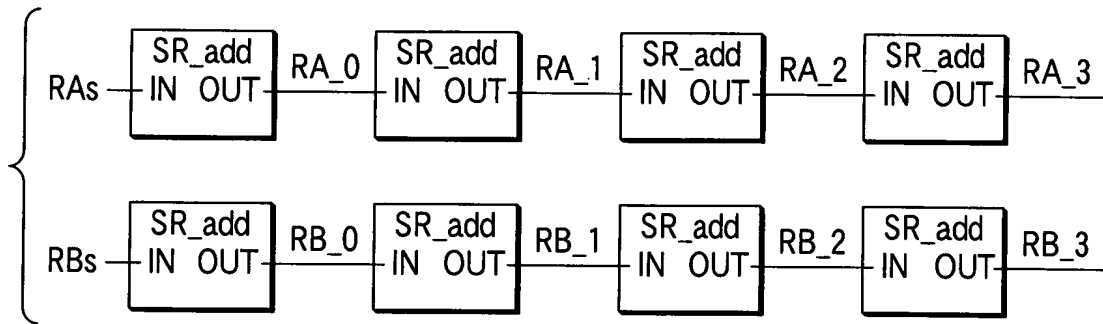 SR_add SR_add SR_add SR_add
RAs IN OUT RA_0 IN OUT RA_1 IN OUT RA_2 IN OUT RA_3
SR_add SR_add SR_add SR_add
RBs IN OUT RB_0 IN OUT RB_1 IN OUT RB_2 IN OUT RB_3